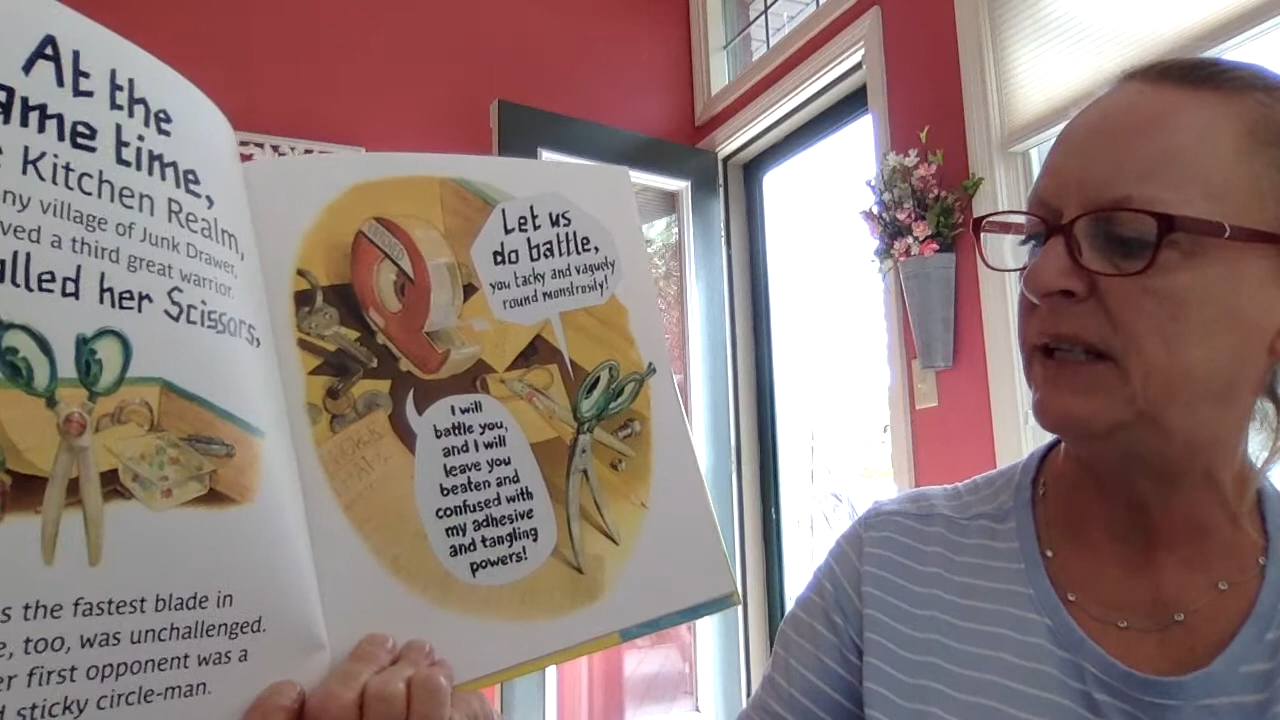 At the
ame time,
Kitchen Realm,
ny village of Junk Drawer,
ved a third great warrior.
alled her Scissors,
s the fastest blade in
e, too, was unchallenged.
er first opponent was a
d sticky circle-man.
Let us
do battle,
you tacky and vaguely
round monstrosity!
I will
battle you,
and I will
leave you
beaten and
confused with
my adhesive
and tangling
powers!